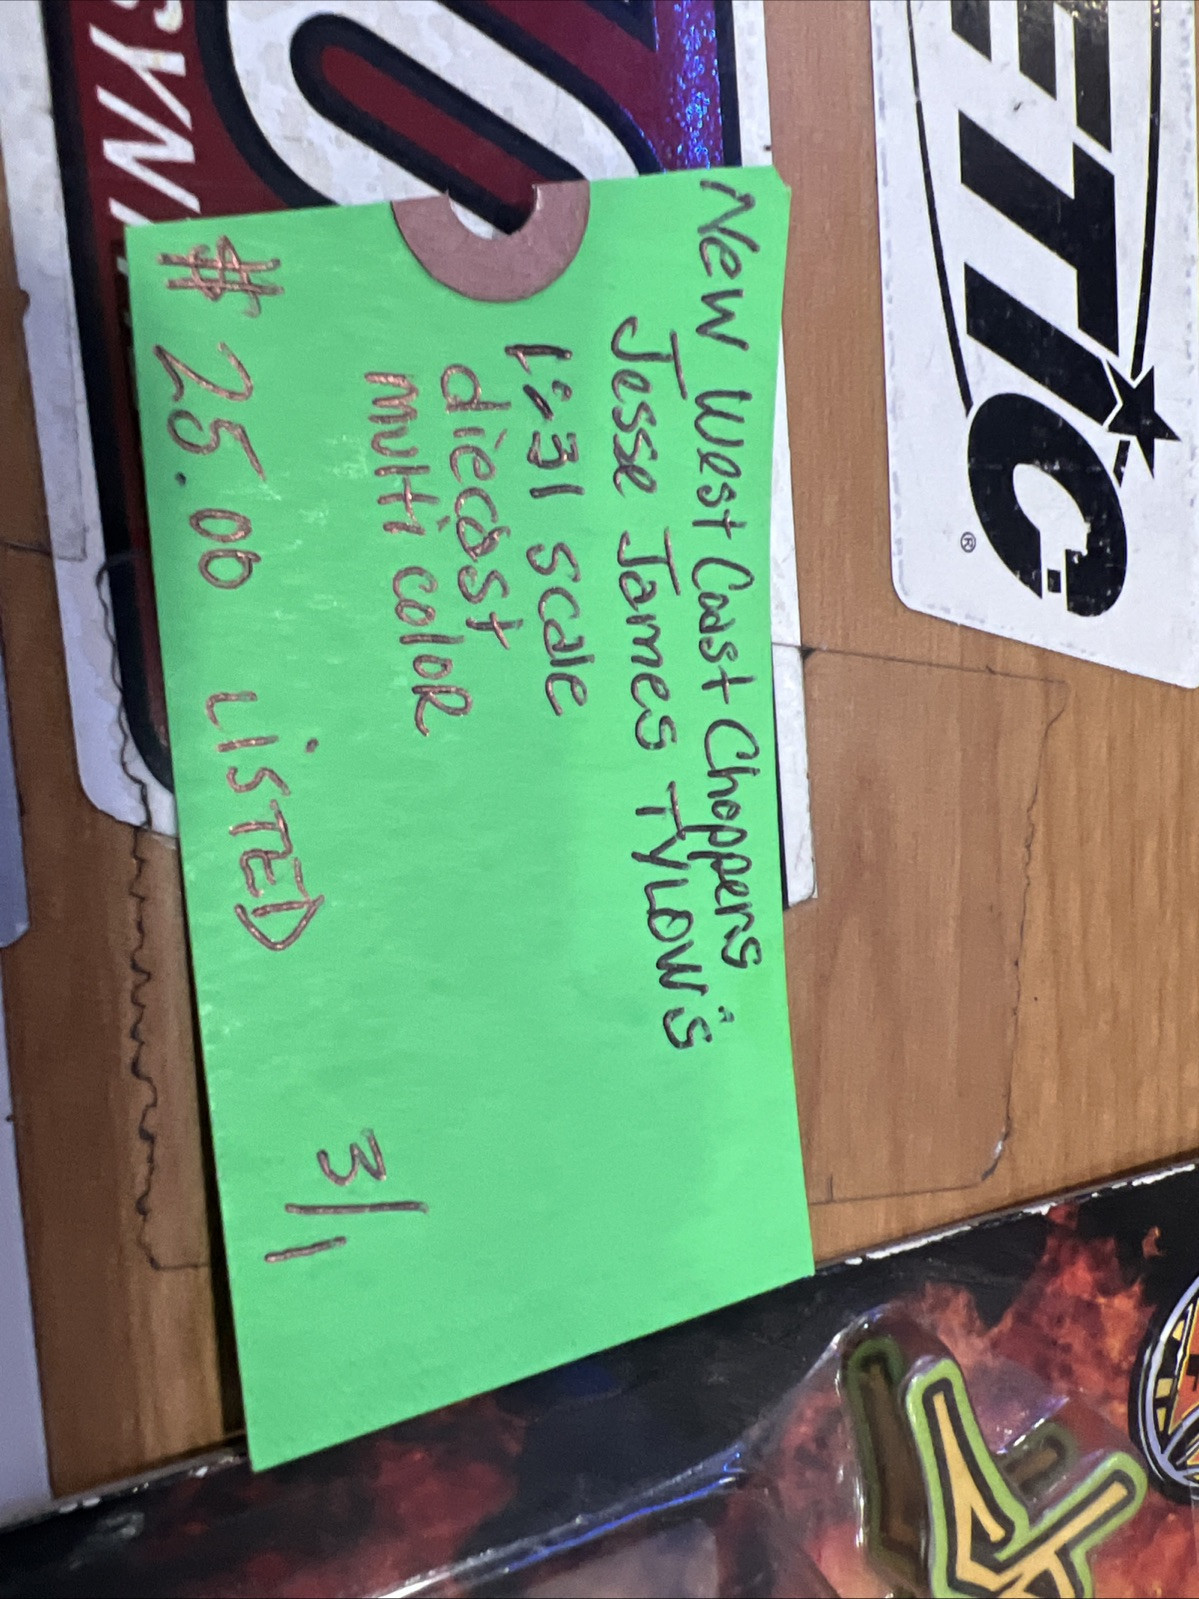 New West Coast Choppers
Jesse James Tylow's
1:31 scale
diecast
multi color
$ 25.00 LISTED
3/1
ETIC
®
SYN